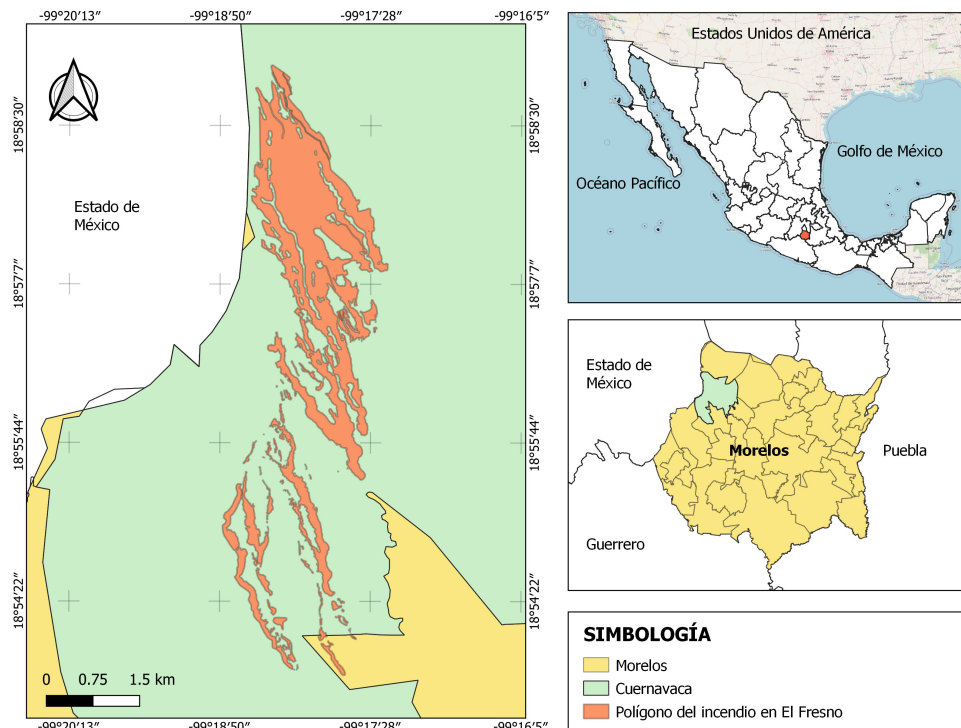 -99°20′13″
-99°18′50″
-99°17′28″
-99°16′5″
18°58′30″
18°58′30″
Estado de
México
18°57′7″
18°57′7″
18°55′44″
18°55′44″
18°54′22″
18°54′22″
0 0.75 1.5 km
-99°20′13″
-99°18′50″
-99°17′28″
-99°16′5″
Estados Unidos de América
Golfo de México
Océano Pacífico
Estado de
México
Morelos
Puebla
Guerrero
SIMBOLOGÍA
Morelos
Cuernavaca
Polígono del incendio en El Fresno